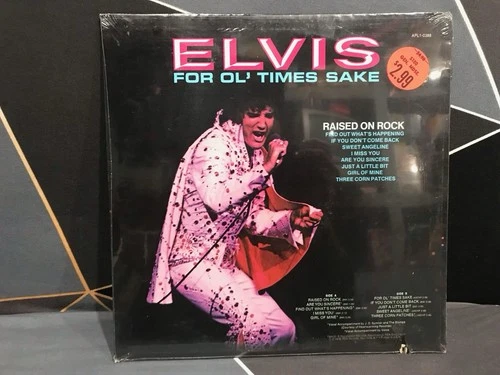 APL1-0388
ELVIS
FOR OL' TIMES SAKE
$2.99
RAISED ON ROCK
FIND OUT WHAT'S HAPPENING
IF YOU DON'T COME BACK
SWEET ANGELINE
I MISS YOU
ARE YOU SINCERE
JUST A LITTLE BIT
GIRL OF MINE
THREE CORN PATCHES
SIDE A
RAISED ON ROCK
ARE YOU SINCERE
FIND OUT WHAT'S HAPPENING
I MISS YOU
GIRL OF MINE
SIDE B
FOR OL' TIMES SAKE
IF YOU DON'T COME BACK
JUST A LITTLE BIT
SWEET ANGELINE
THREE CORN PATCHES